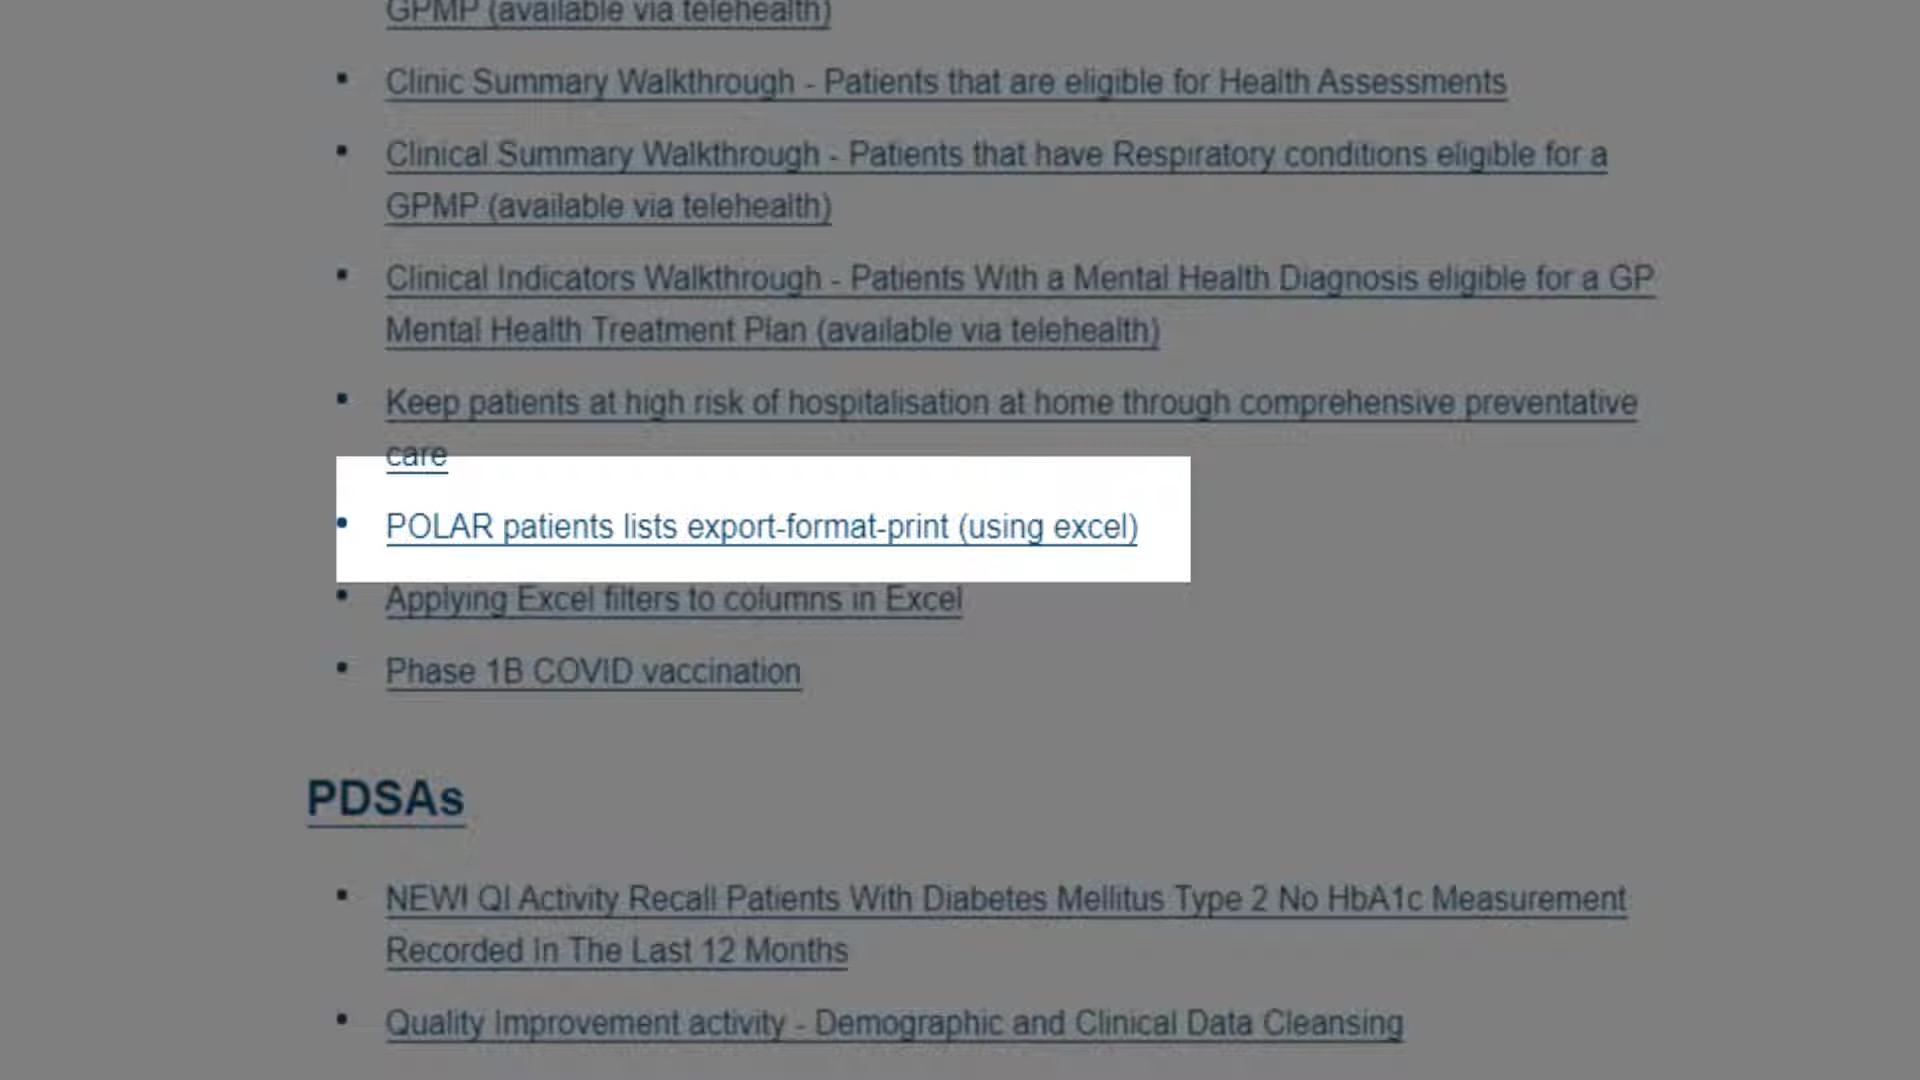 GPMP (available via telehealth)
Clinic Summary Walkthrough - Patients that are eligible for Health Assessments
Clinical Summary Walkthrough - Patients that have Respiratory conditions eligible for a
GPMP (available via telehealth)
Clinical Indicators Walkthrough - Patients With a Mental Health Diagnosis eligible for a GP
Mental Health Treatment Plan (available via telehealth)
Keep patients at high risk of hospitalisation at home through comprehensive preventative
care
POLAR patients lists export-format-print (using excel)
Applying Excel filters to columns in Excel
Phase 1B COVID vaccination
PDSAs
NEW! QI Activity Recall Patients With Diabetes Mellitus Type 2 No HbA1c Measurement
Recorded In The Last 12 Months
Quality Improvement activity - Demographic and Clinical Data Cleansing